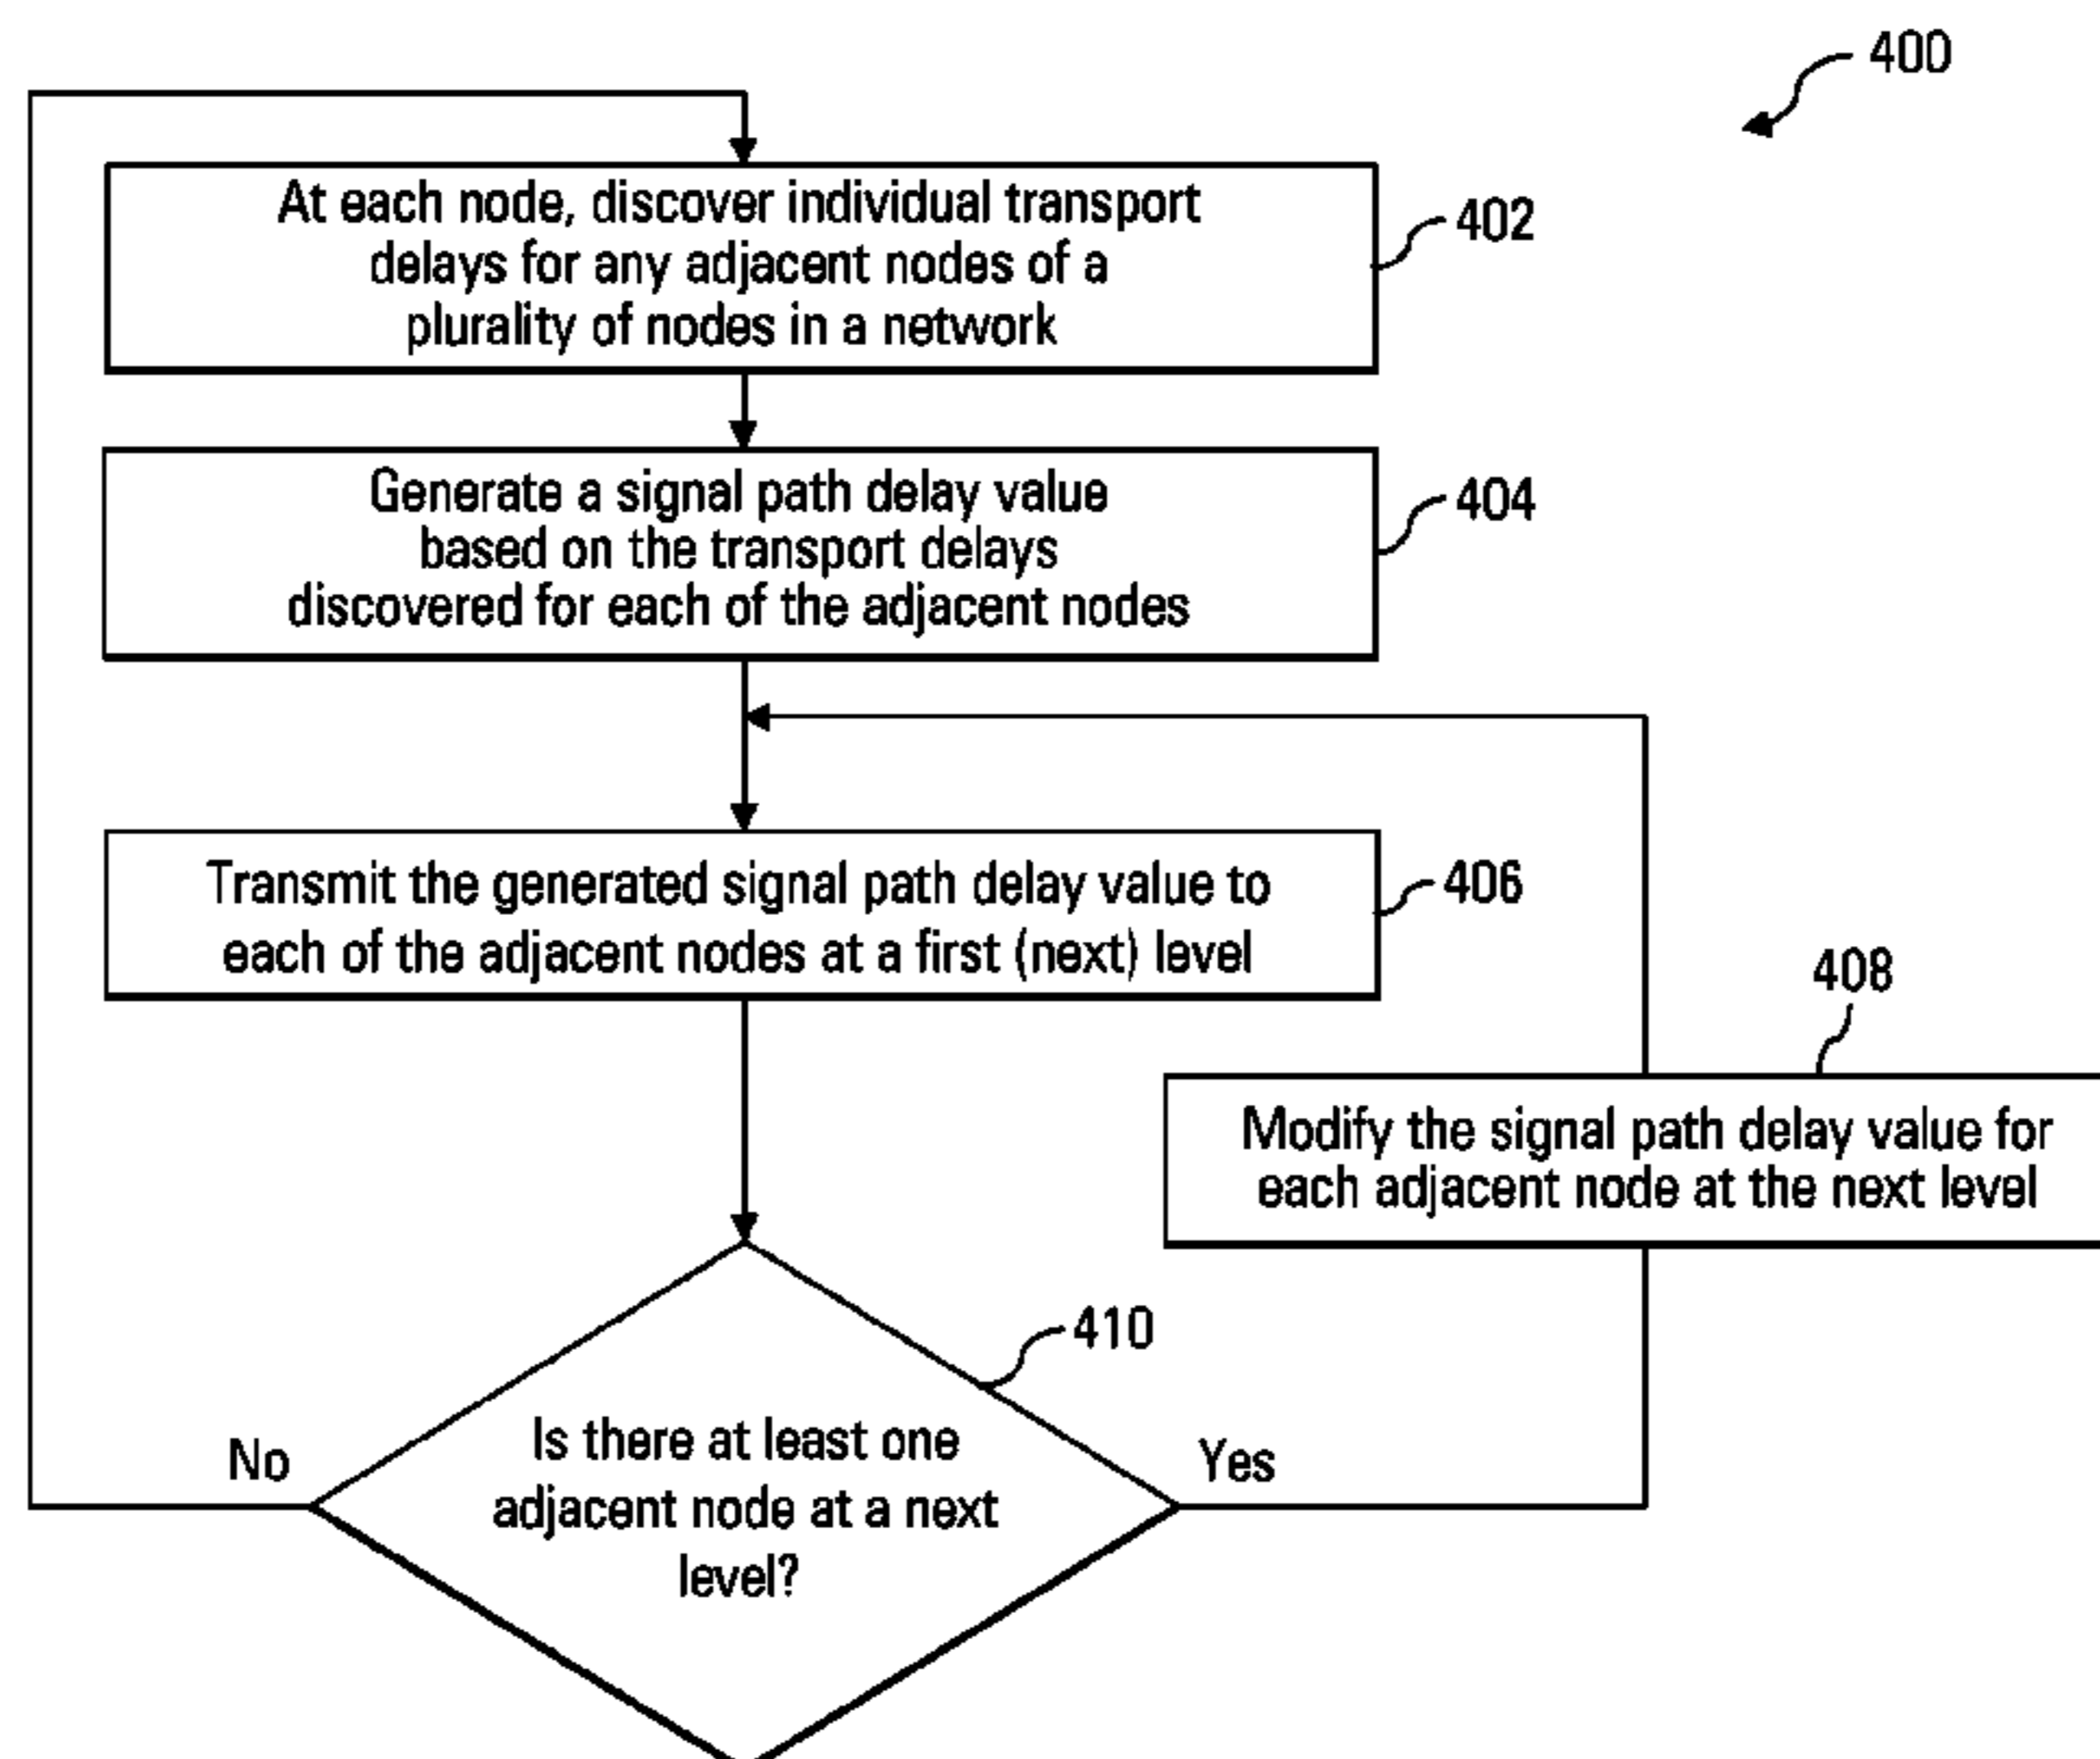 400
At each node, discover individual transport
delays for any adjacent nodes of a
plurality of nodes in a network
402
Generate a signal path delay value
based on the transport delays
discovered for each of the adjacent nodes
404
Transmit the generated signal path delay value to
each of the adjacent nodes at a first (next) level
406
408
Modify the signal path delay value for
each adjacent node at the next level
410
Is there at least one
adjacent node at a next
level?
No
Yes